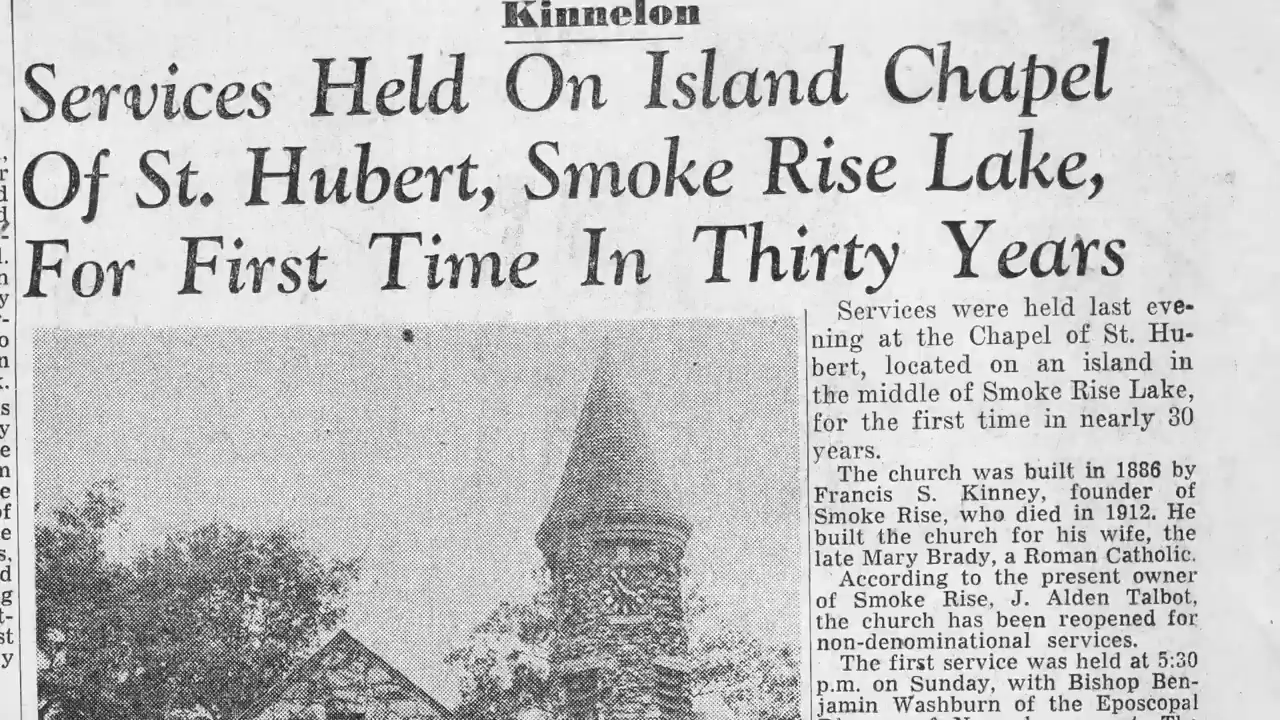 Kinnelon
Services Held On Island Chapel
Of St. Hubert, Smoke Rise Lake,
For First Time In Thirty Years
Services were held last eve-
ning at the Chapel of St. Hu-
bert, located on an island in
the middle of Smoke Rise Lake,
for the first time in nearly 30
years.
The church was built in 1886 by
Francis S. Kinney, founder of
Smoke Rise, who died in 1912. He
built the church for his wife, the
late Mary Brady, a Roman Catholic.
According to the present owner
of Smoke Rise, J. Alden Talbot,
the church has been reopened for
non-denominational services.
The first service was held at 5:30
p.m. on Sunday, with Bishop Ben-
jamin Washburn of the Eposcopal